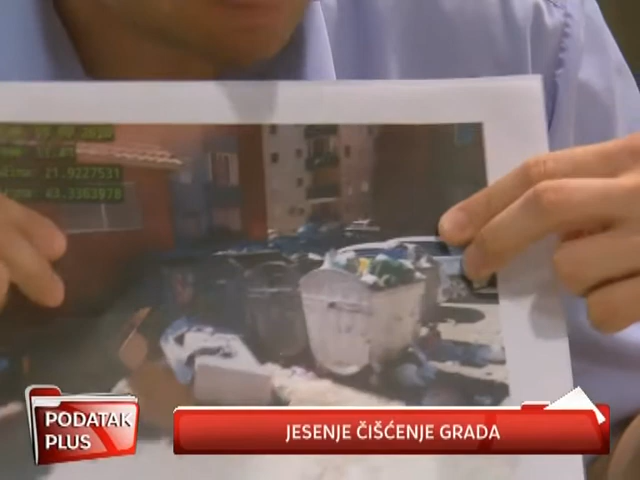 21.9227531
43.3363978
PODATAK
PLUS
JESENJE ČIŠĆENJE GRADA